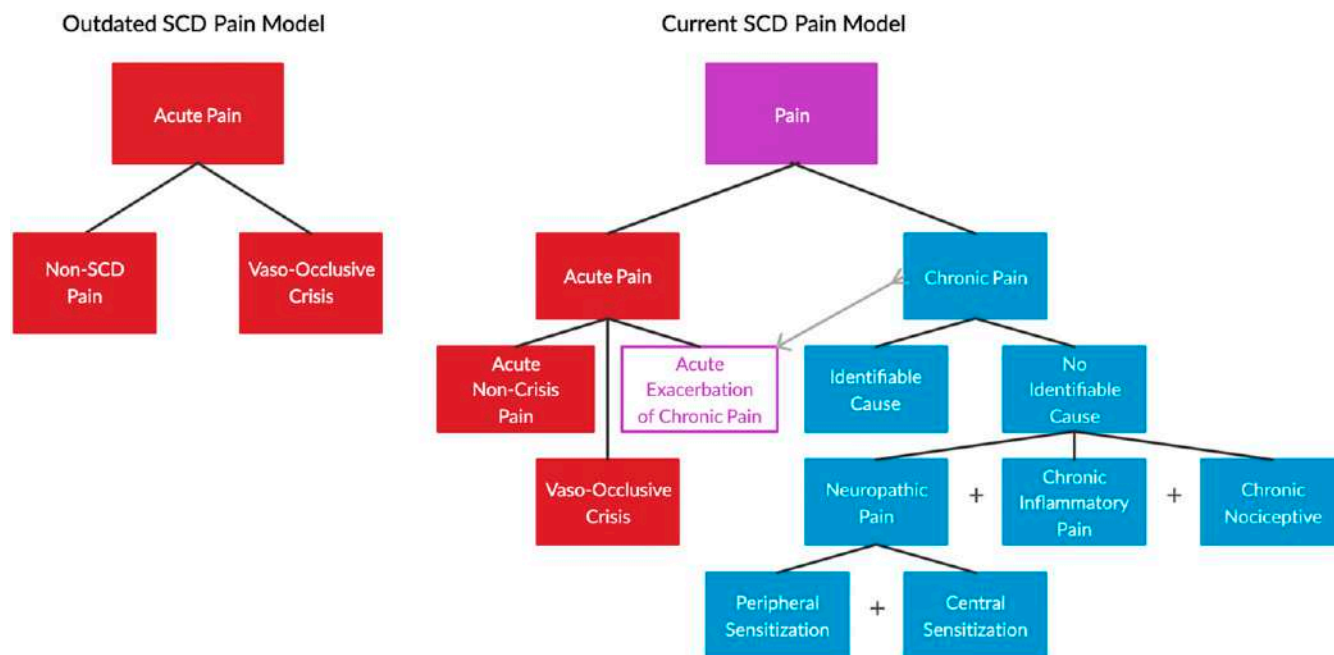 Outdated SCD Pain Model
Acute Pain
Non-SCD
Pain
Vaso-Occlusive
Crisis
Current SCD Pain Model
Pain
Acute Pain
Chronic Pain
Acute
Non-Crisis
Pain
Acute
Exacerbation
of Chronic Pain
Identifiable
Cause
No
Identifiable
Cause
Vaso-Occlusive
Crisis
Neuropathic
Pain
+
Chronic
Inflammatory
Pain
+
Chronic
Nociceptive
Peripheral
Sensitization
+
Central
Sensitization